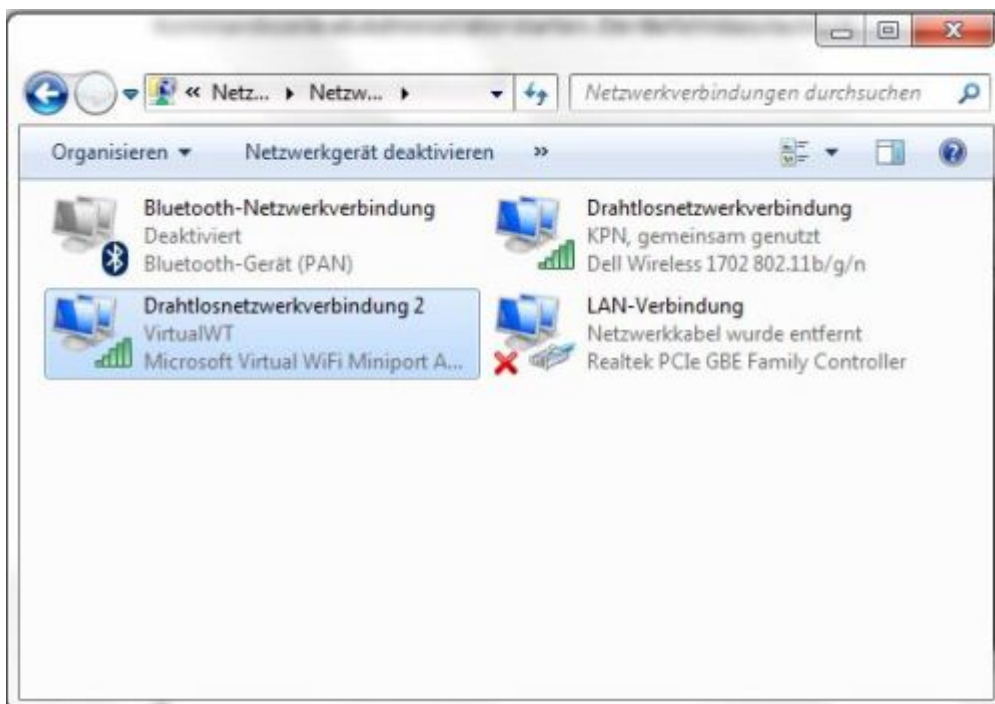 « Netz... Netzw...
Netzwerkverbindungen durchsuchen
Organisieren Netzwerkgerät deaktivieren »
Bluetooth-Netzwerkverbindung
Deaktiviert
Bluetooth-Gerät (PAN)
Drahtlosnetzwerkverbindung
KPN, gemeinsam genutzt
Dell Wireless 1702 802.11b/g/n
Drahtlosnetzwerkverbindung 2
VirtualWT
Microsoft Virtual WiFi Miniport A...
LAN-Verbindung
Netzwerkkabel wurde entfernt
Realtek PCIe GBE Family Controller